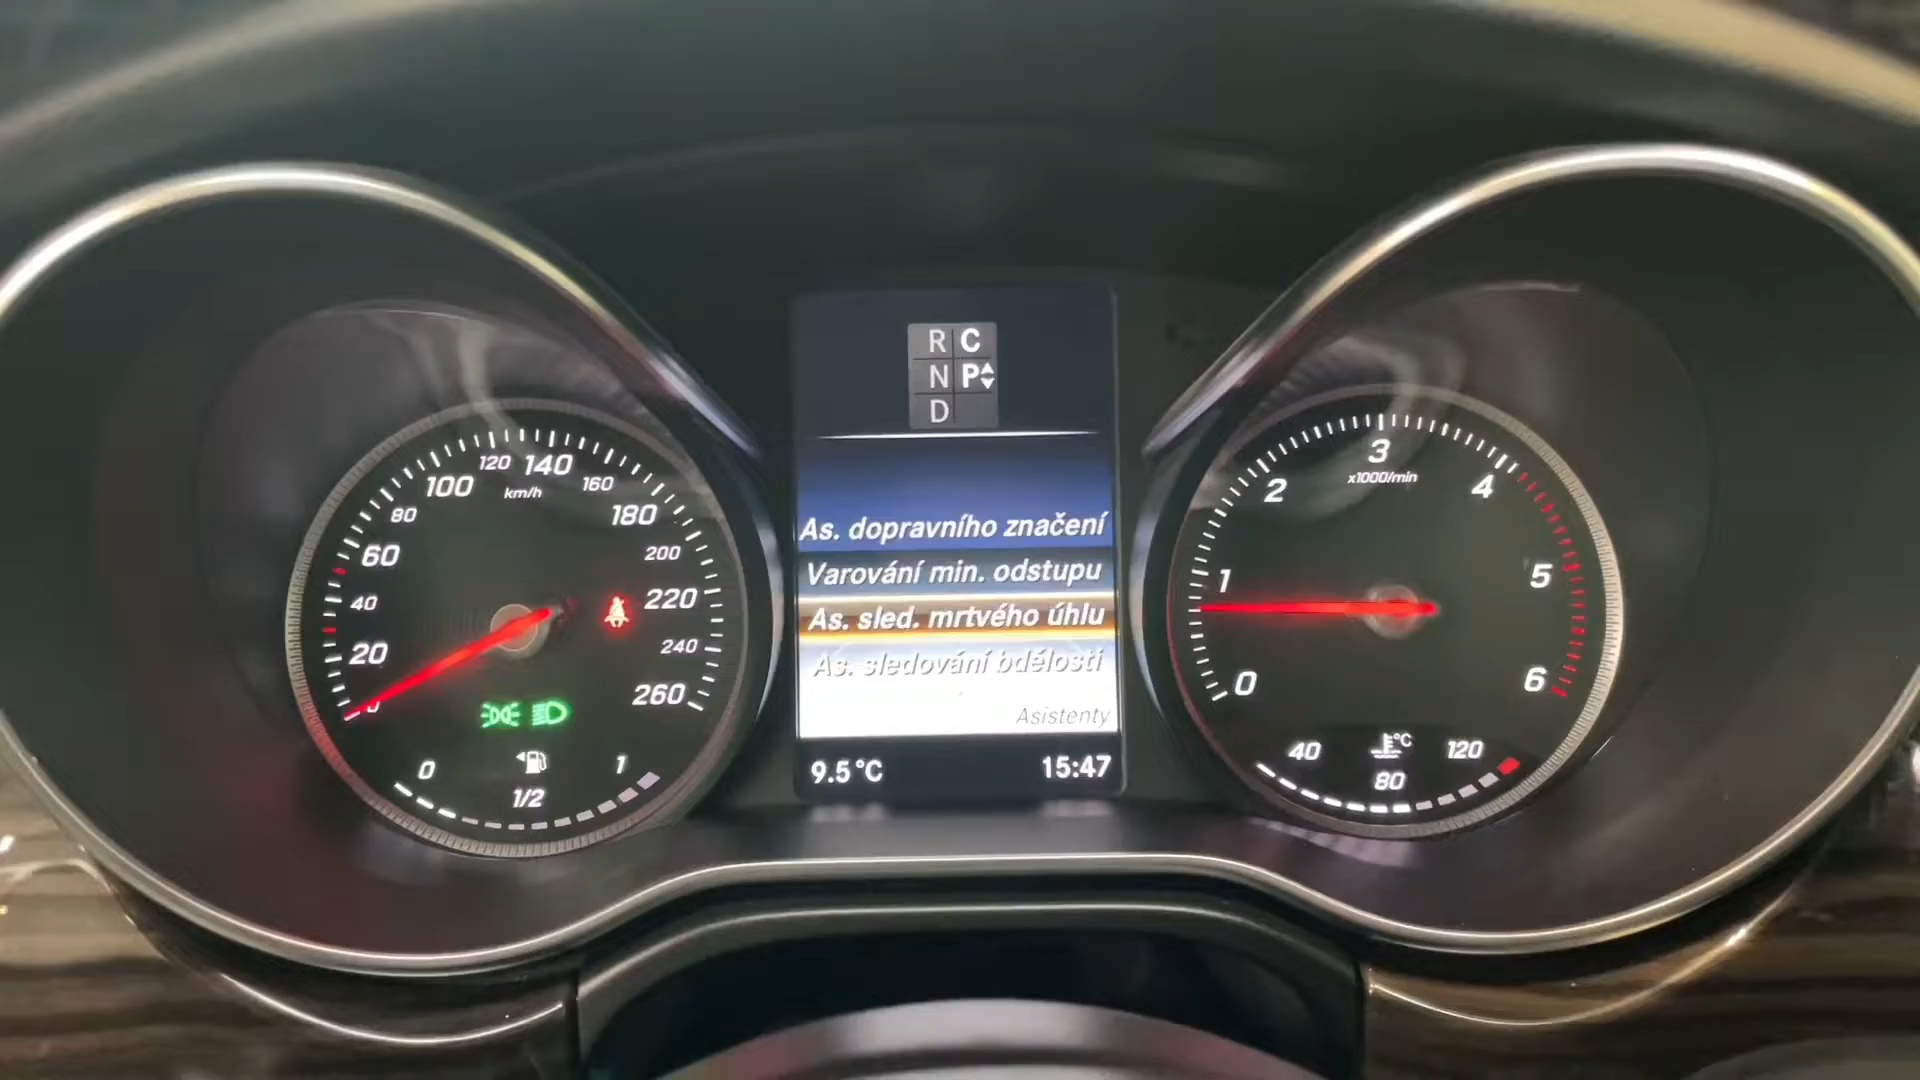 R C
N P
D
As. dopravního značení
Varování min. odstupu
As. sled. mrtvého úhlu
As. sledování bdělosti
Asistenty
9.5 °C 15:47
0 20 40 60 80 100 120 140 160 180 200 220 240 260
km/h
0 1/2 1
0 1 2 3 4 5 6
x1000/min
40 80 120
°C